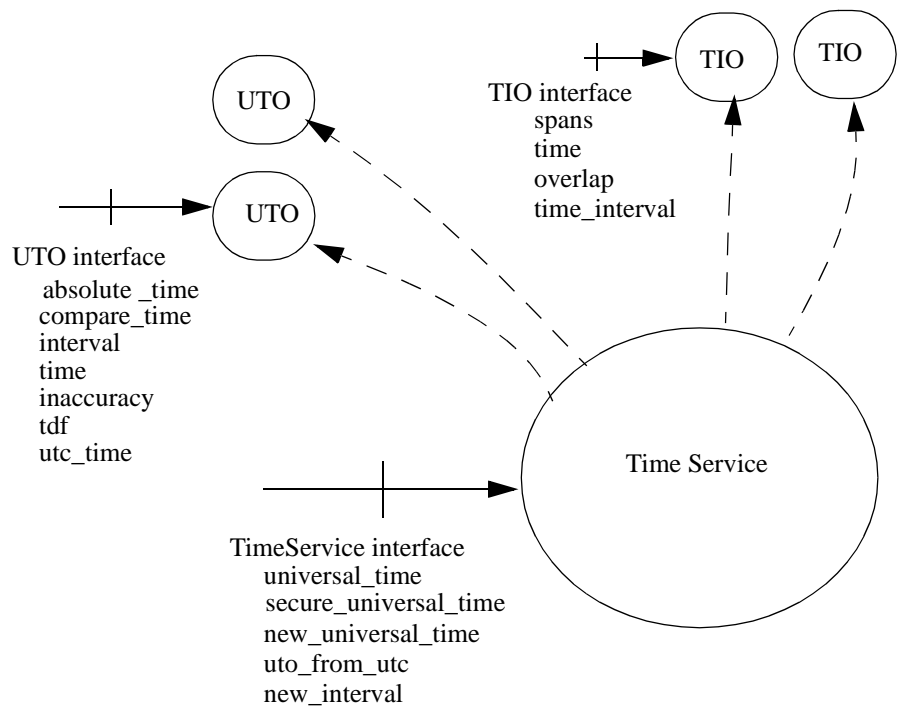 UTO
TIO
TIO
TIO interface
spans
time
overlap
time_interval
UTO
UTO interface
absolute _time
compare_time
interval
time
inaccuracy
tdf
utc_time
Time Service
TimeService interface
universal_time
secure_universal_time
new_universal_time
uto_from_utc
new_interval